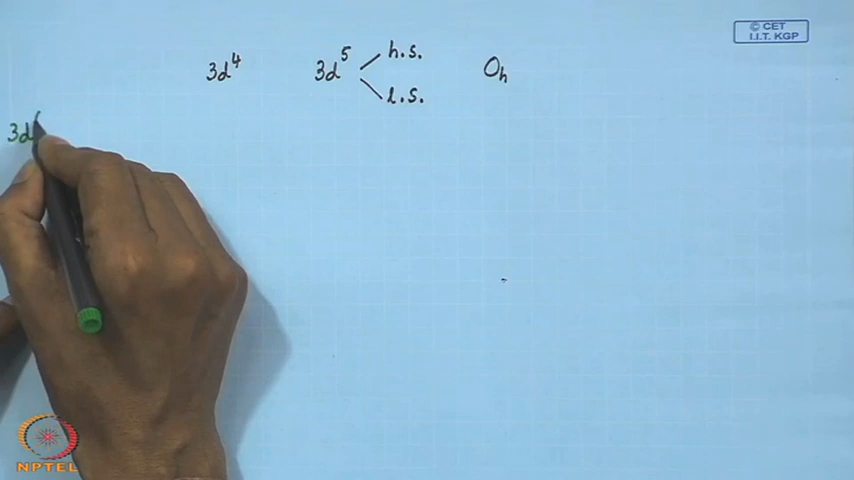 © CET
I.I.T. KGP
3d⁴ 3d⁵ h.s. l.s. Oh
3d
NPTEL